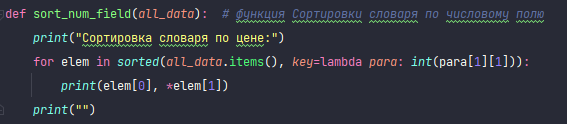 def sort_num_field(all_data):  # функция Сортировки словаря по числовому полю
    print("Сортировка словаря по цене:")
    for elem in sorted(all_data.items(), key=lambda para: int(para[1][1])):
        print(elem[0], *elem[1])
    print("")